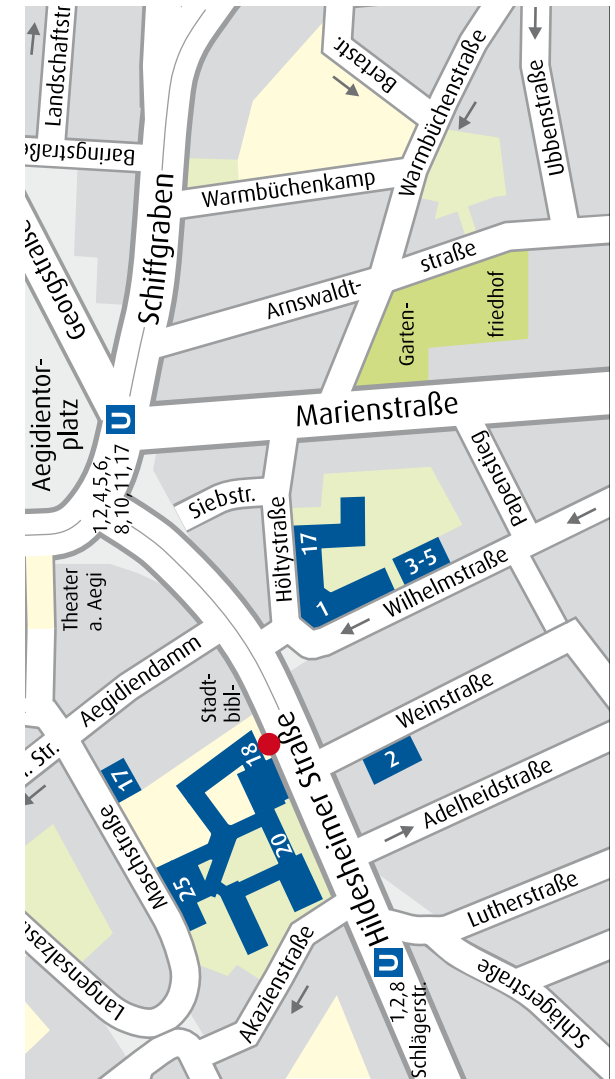 Landschaftstr
Baringstraße
Bertastr.
Warmbüchenstraße
Ubbenstraße
Warmbüchenkamp
Schiffgraben
Georgstraße
Arnswaldt-
straße
Garten-
friedhof
Aegidientor-
platz
U
Marienstraße
1,2,4,5,6,
8,10,11,17
Siebstr.
Höltystraße
Papenstieg
17
1
3-5
Wilhelmstraße
Theater
a. Aegi
Aegidiendamm
Stadt-
bibl-
Weinstraße
. Str.
17
18
2
Hildesheimer Straße
Adelheidstraße
Maschstraße
20
25
Lutherstraße
Langensalzast
Akazienstraße
U
1,2,8
Schlägerstr.
Schlägerstraße